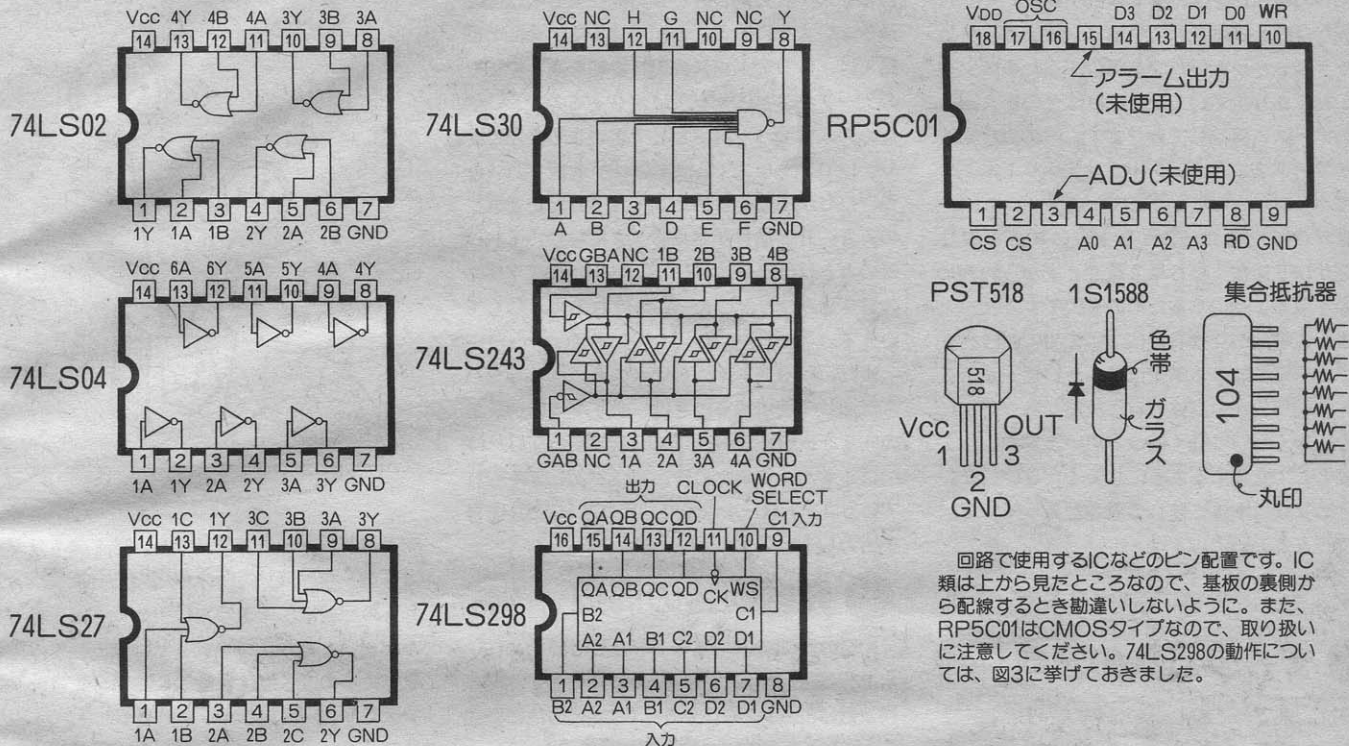 Vcc 4Y 4B 4A 3Y 3B 3A
14 13 12 11 10 9 8
74LS02
1 2 3 4 5 6 7
1Y 1A 1B 2Y 2A 2B GND
Vcc 6A 6Y 5A 5Y 4A 4Y
14 13 12 11 10 9 8
74LS04
1 2 3 4 5 6 7
1A 1Y 2A 2Y 3A 3Y GND
Vcc 1C 1Y 3C 3B 3A 3Y
14 13 12 11 10 9 8
74LS27
1 2 3 4 5 6 7
1A 1B 2A 2B 2C 2Y GND
Vcc NC H G NC NC Y
14 13 12 11 10 9 8
74LS30
1 2 3 4 5 6 7
A B C D E F GND
Vcc GBA NC 1B 2B 3B 4B
14 13 12 11 10 9 8
74LS243
1 2 3 4 5 6 7
GAB NC 1A 2A 3A 4A GND
出力 CLOCK WORD
SELECT
Vcc QA QB QC QD C1 入力
16 15 14 13 12 11 10 9
QA QB QC QD CK WS
B2 C1
A2 A1 B1 C2 D2 D1
74LS298
1 2 3 4 5 6 7 8
B2 A2 A1 B1 C2 D2 D1 GND
入力
OSC
VDD D3 D2 D1 D0 WR
18 17 16 15 14 13 12 11 10
アラーム出力
(未使用)
RP5C01
ADJ(未使用)
1 2 3 4 5 6 7 8 9
CS CS A0 A1 A2 A3 RD GND
PST518
518
Vcc OUT
1 3
2
GND
1S1588
色帯
ガラス
集合抵抗器
104
丸印
回路で使用するICなどのピン配置です。IC
類は上から見たところなので、基板の裏側か
ら配線するとき勘違いしないように。また、
RP5C01はCMOSタイプなので、取り扱い
に注意してください。74LS298の動作につい
ては、図3に挙げておきました。